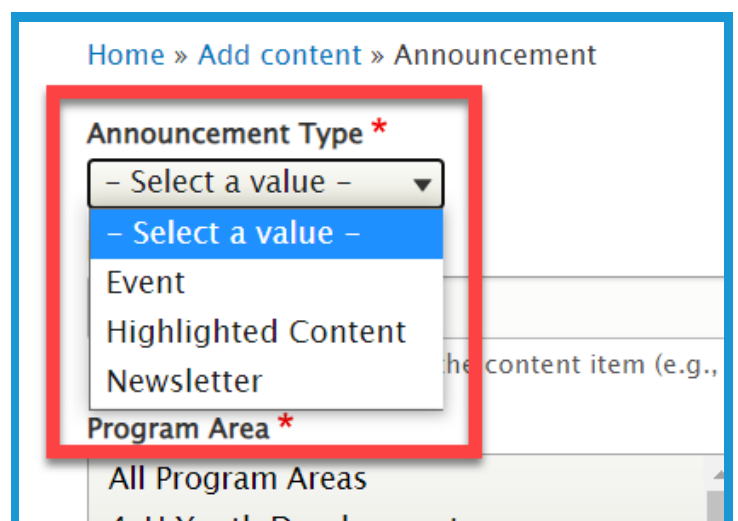 Home » Add content » Announcement
Announcement Type *
– Select a value –
– Select a value –
Event
Highlighted Content
Newsletter
the content item (e.g.,
Program Area *
All Program Areas